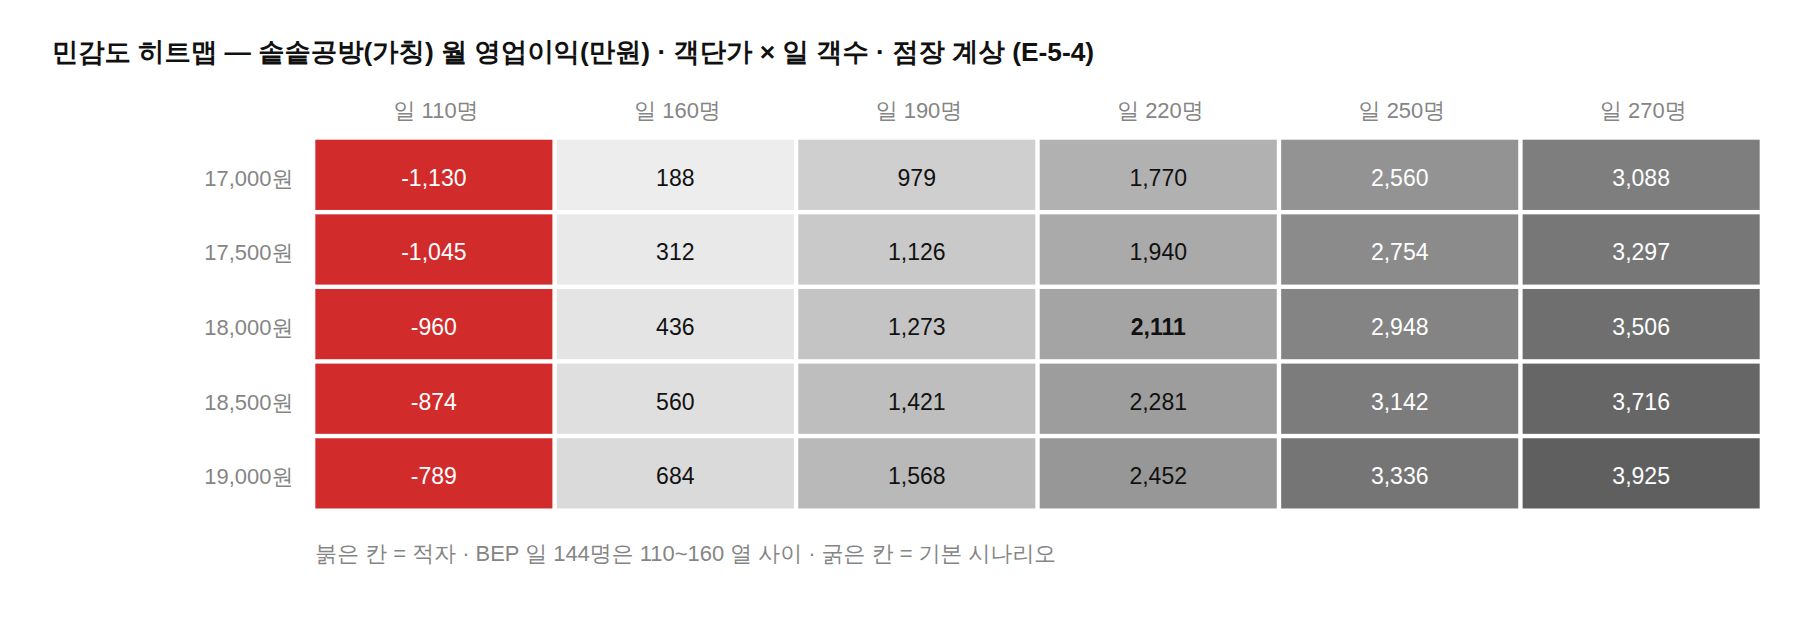 민감도 히트맵 — 솥솥공방(가칭) 월 영업이익(만원) · 객단가 × 일 객수 · 점장 계상 (E-5-4)
일 110명 일 160명 일 190명 일 220명 일 250명 일 270명
17,000원 -1,130 188 979 1,770 2,560 3,088
17,500원 -1,045 312 1,126 1,940 2,754 3,297
18,000원 -960 436 1,273 2,111 2,948 3,506
18,500원 -874 560 1,421 2,281 3,142 3,716
19,000원 -789 684 1,568 2,452 3,336 3,925
붉은 칸 = 적자 · BEP 일 144명은 110~160 열 사이 · 굵은 칸 = 기본 시나리오